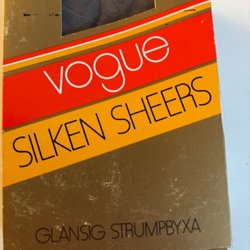 vogue
SILKEN SHEERS
GLANSIG STRUMPBYXA